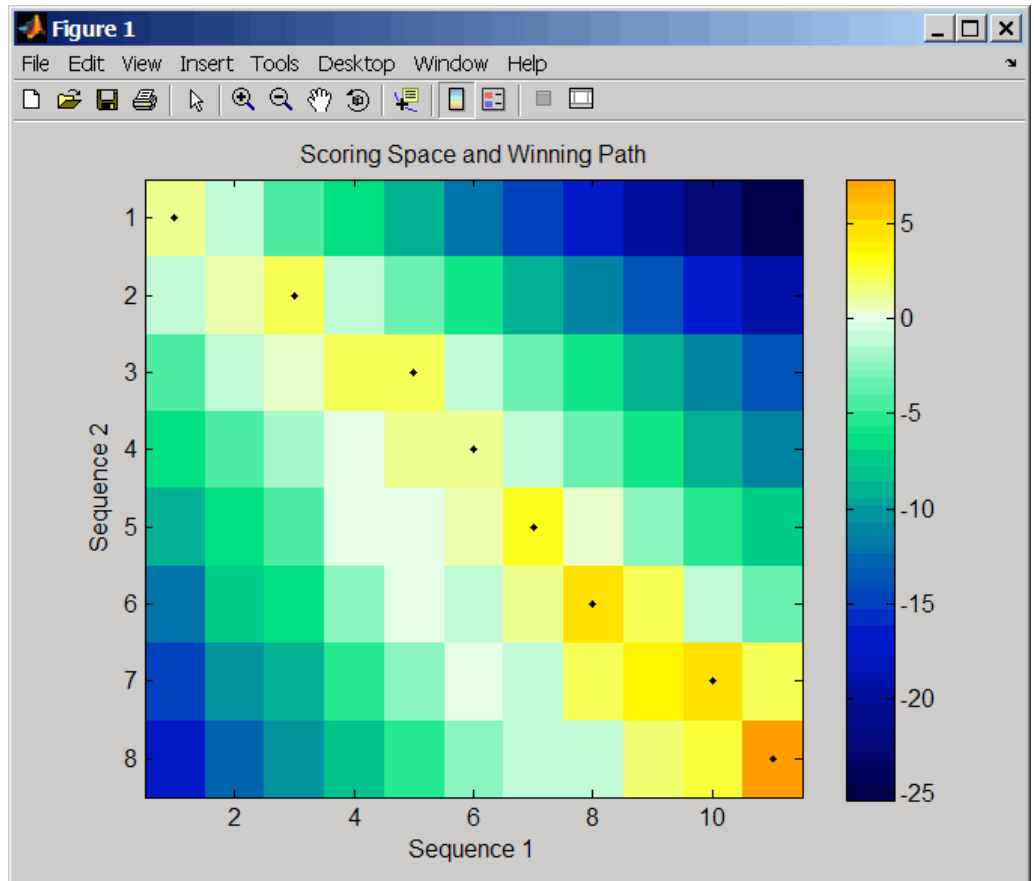 Figure 1
File Edit View Insert Tools Desktop Window Help
Scoring Space and Winning Path
1
2
3
4
5
6
7
8
Sequence 2
2 4 6 8 10
Sequence 1
5
0
-5
-10
-15
-20
-25